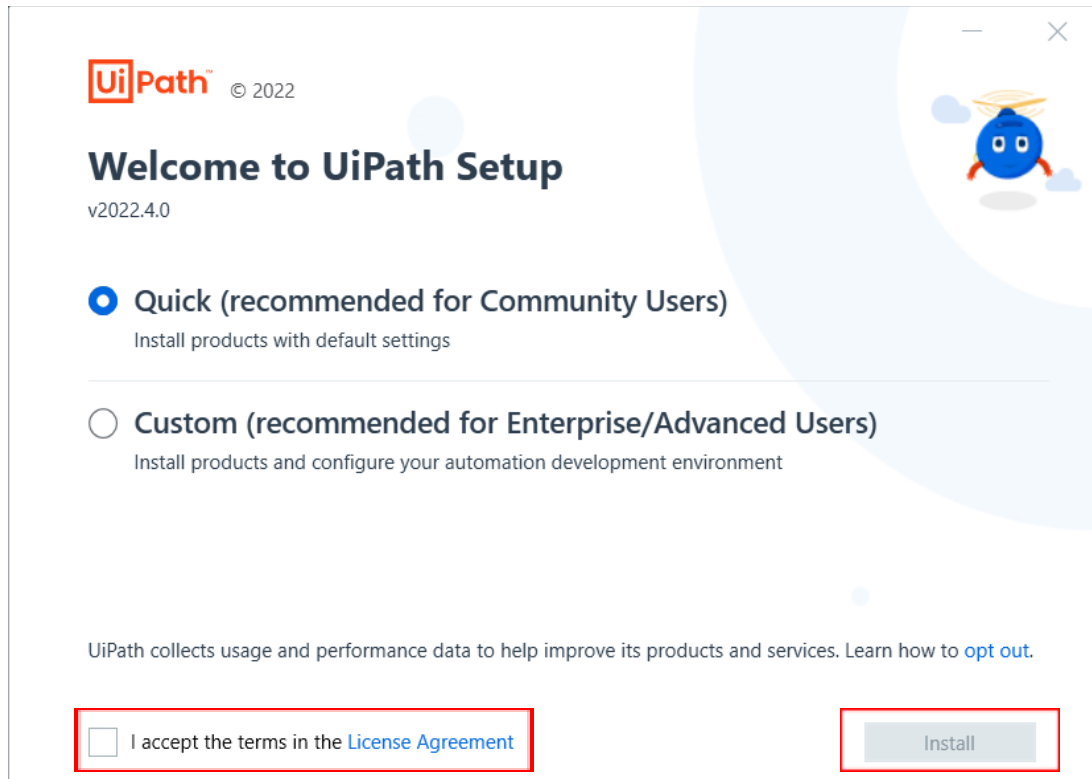 UiPath™ © 2022
Welcome to UiPath Setup
v2022.4.0
Quick (recommended for Community Users)
Install products with default settings
Custom (recommended for Enterprise/Advanced Users)
Install products and configure your automation development environment
UiPath collects usage and performance data to help improve its products and services. Learn how to opt out.
I accept the terms in the License Agreement
Install